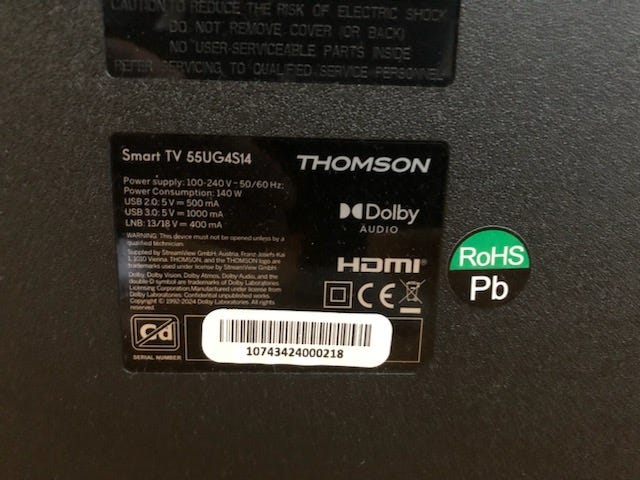 CAUTION TO REDUCE THE RISK OF ELECTRIC SHOCK
DO NOT REMOVE COVER (OR BACK)
NO USER-SERVICEABLE PARTS INSIDE
REFER SERVICING TO QUALIFIED SERVICE PERSONNEL
Smart TV 55UG4S14
THOMSON
Power supply: 100-240 V~50/60 Hz;
Power Consumption: 140 W
USB 2.0: 5 V = 500 mA
USB 3.0: 5 V = 1000 mA
LNB: 13/18 V = 400 mA
WARNING: This device must not be opened unless by a
qualified technician.
Supplied by StreamView GmbH, Austria, Franz Josefs-Kai
1, 1010 Vienna. THOMSON, and the THOMSON logo are
trademarks used under license by StreamView GmbH
Dolby, Dolby Vision, Dolby Atmos, Dolby Audio, and the
double-D symbol are trademarks of Dolby Laboratories
Licensing Corporation.Manufactured under license from
Dolby Laboratories. Confidential unpublished works.
Copyright © 1992-2024 Dolby Laboratories. All rights
reserved.
Dolby
AUDIO
HDMI®
CE
RoHS
Pb
Cd
SERIAL NUMBER
10743424000218